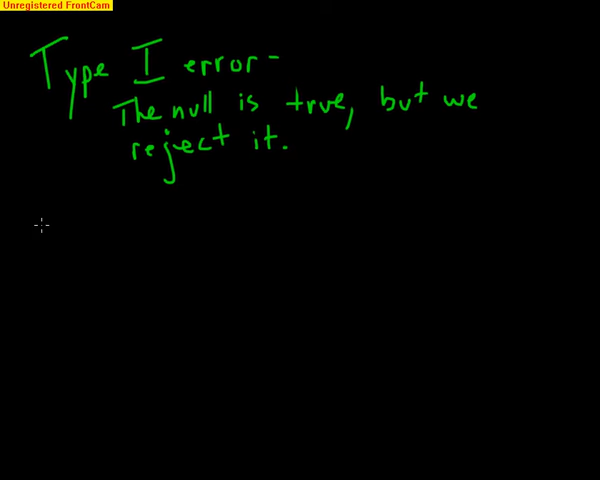 Unregistered FrontCam
Type I error-
The null is true, but we
reject it.